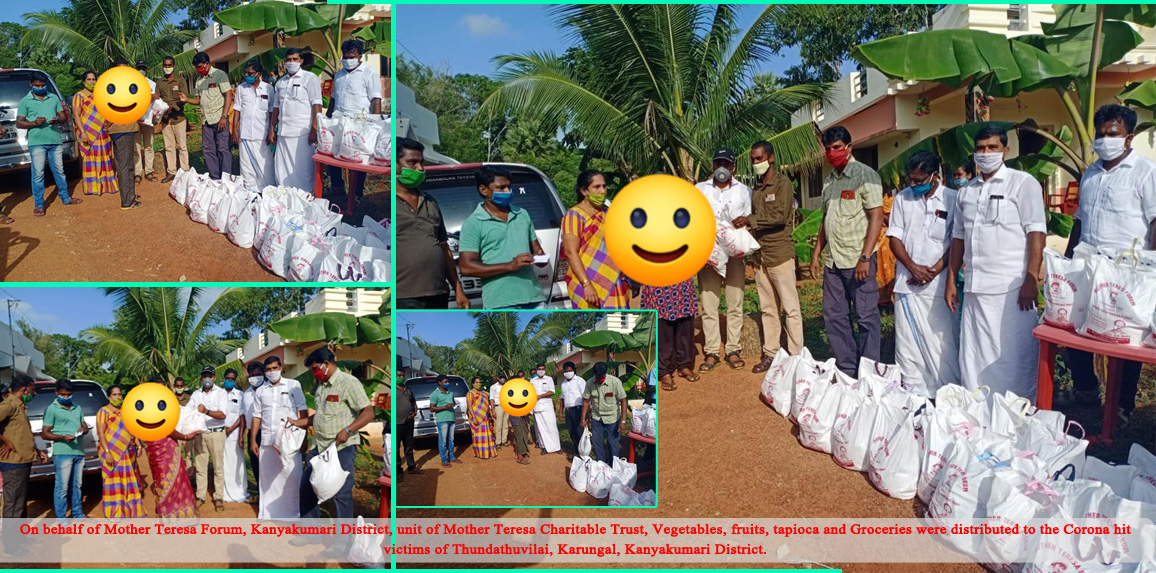 On behalf of Mother Teresa Forum, Kanyakumari District, unit of Mother Teresa Charitable Trust, Vegetables, fruits, tapioca and Groceries were distributed to the Corona hit
victims of Thundathuvilai, Karungal, Kanyakumari District.